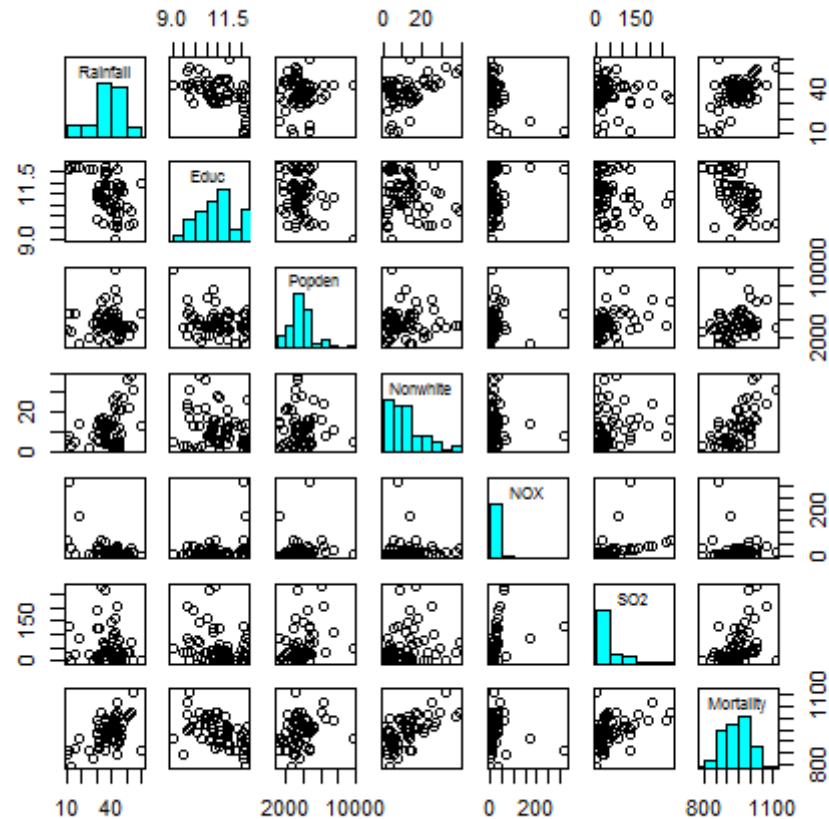 9.0 11.5 0 20 0 150
Rainfall 10 40
9.0 11.5 Educ
Popden 2000 10000
0 20 Nonwhite
NOX 0 200
0 150 SO2
Mortality 800 1100
10 40 2000 10000 0 200 800 1100